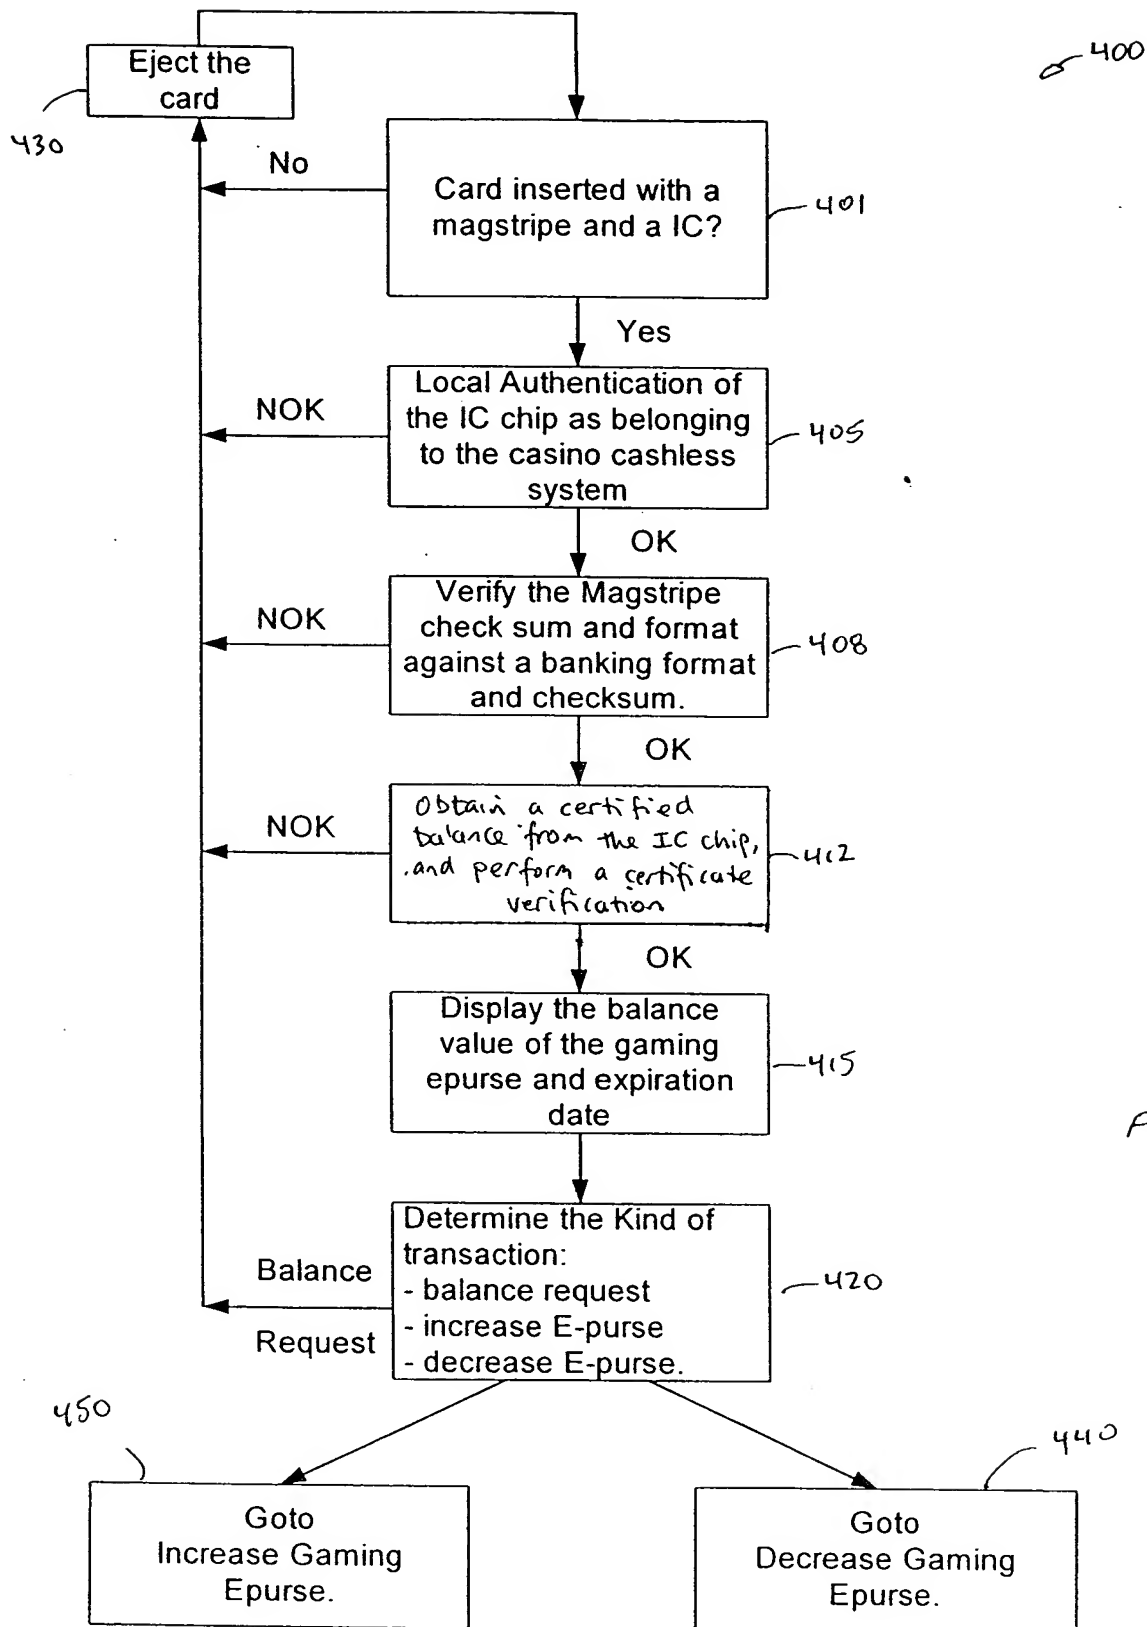 Eject the
card
400
430
No
Card inserted with a
magstripe and a IC?
401
Yes
Local Authentication of
the IC chip as belonging
to the casino cashless
system
NOK
405
OK
Verify the Magstripe
check sum and format
against a banking format
and checksum.
NOK
408
OK
Obtain a certified
balance from the IC chip,
and perform a certificate
verification
NOK
412
OK
Display the balance
value of the gaming
epurse and expiration
date
415
Determine the Kind of
transaction:
- balance request
- increase E-purse
- decrease E-purse.
Balance
Request
420
450
440
Goto
Increase Gaming
Epurse.
Goto
Decrease Gaming
Epurse.